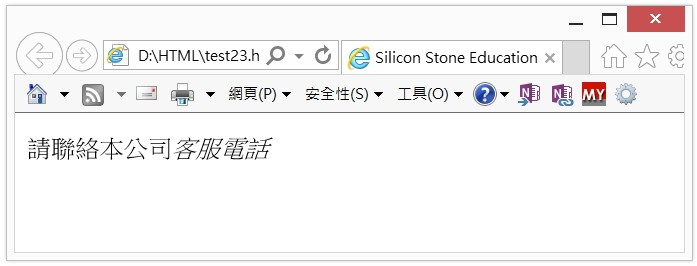 D:\HTML\test23.h
Silicon Stone Education
網頁(P) 安全性(S) 工具(O) MY
請聯絡本公司客服電話